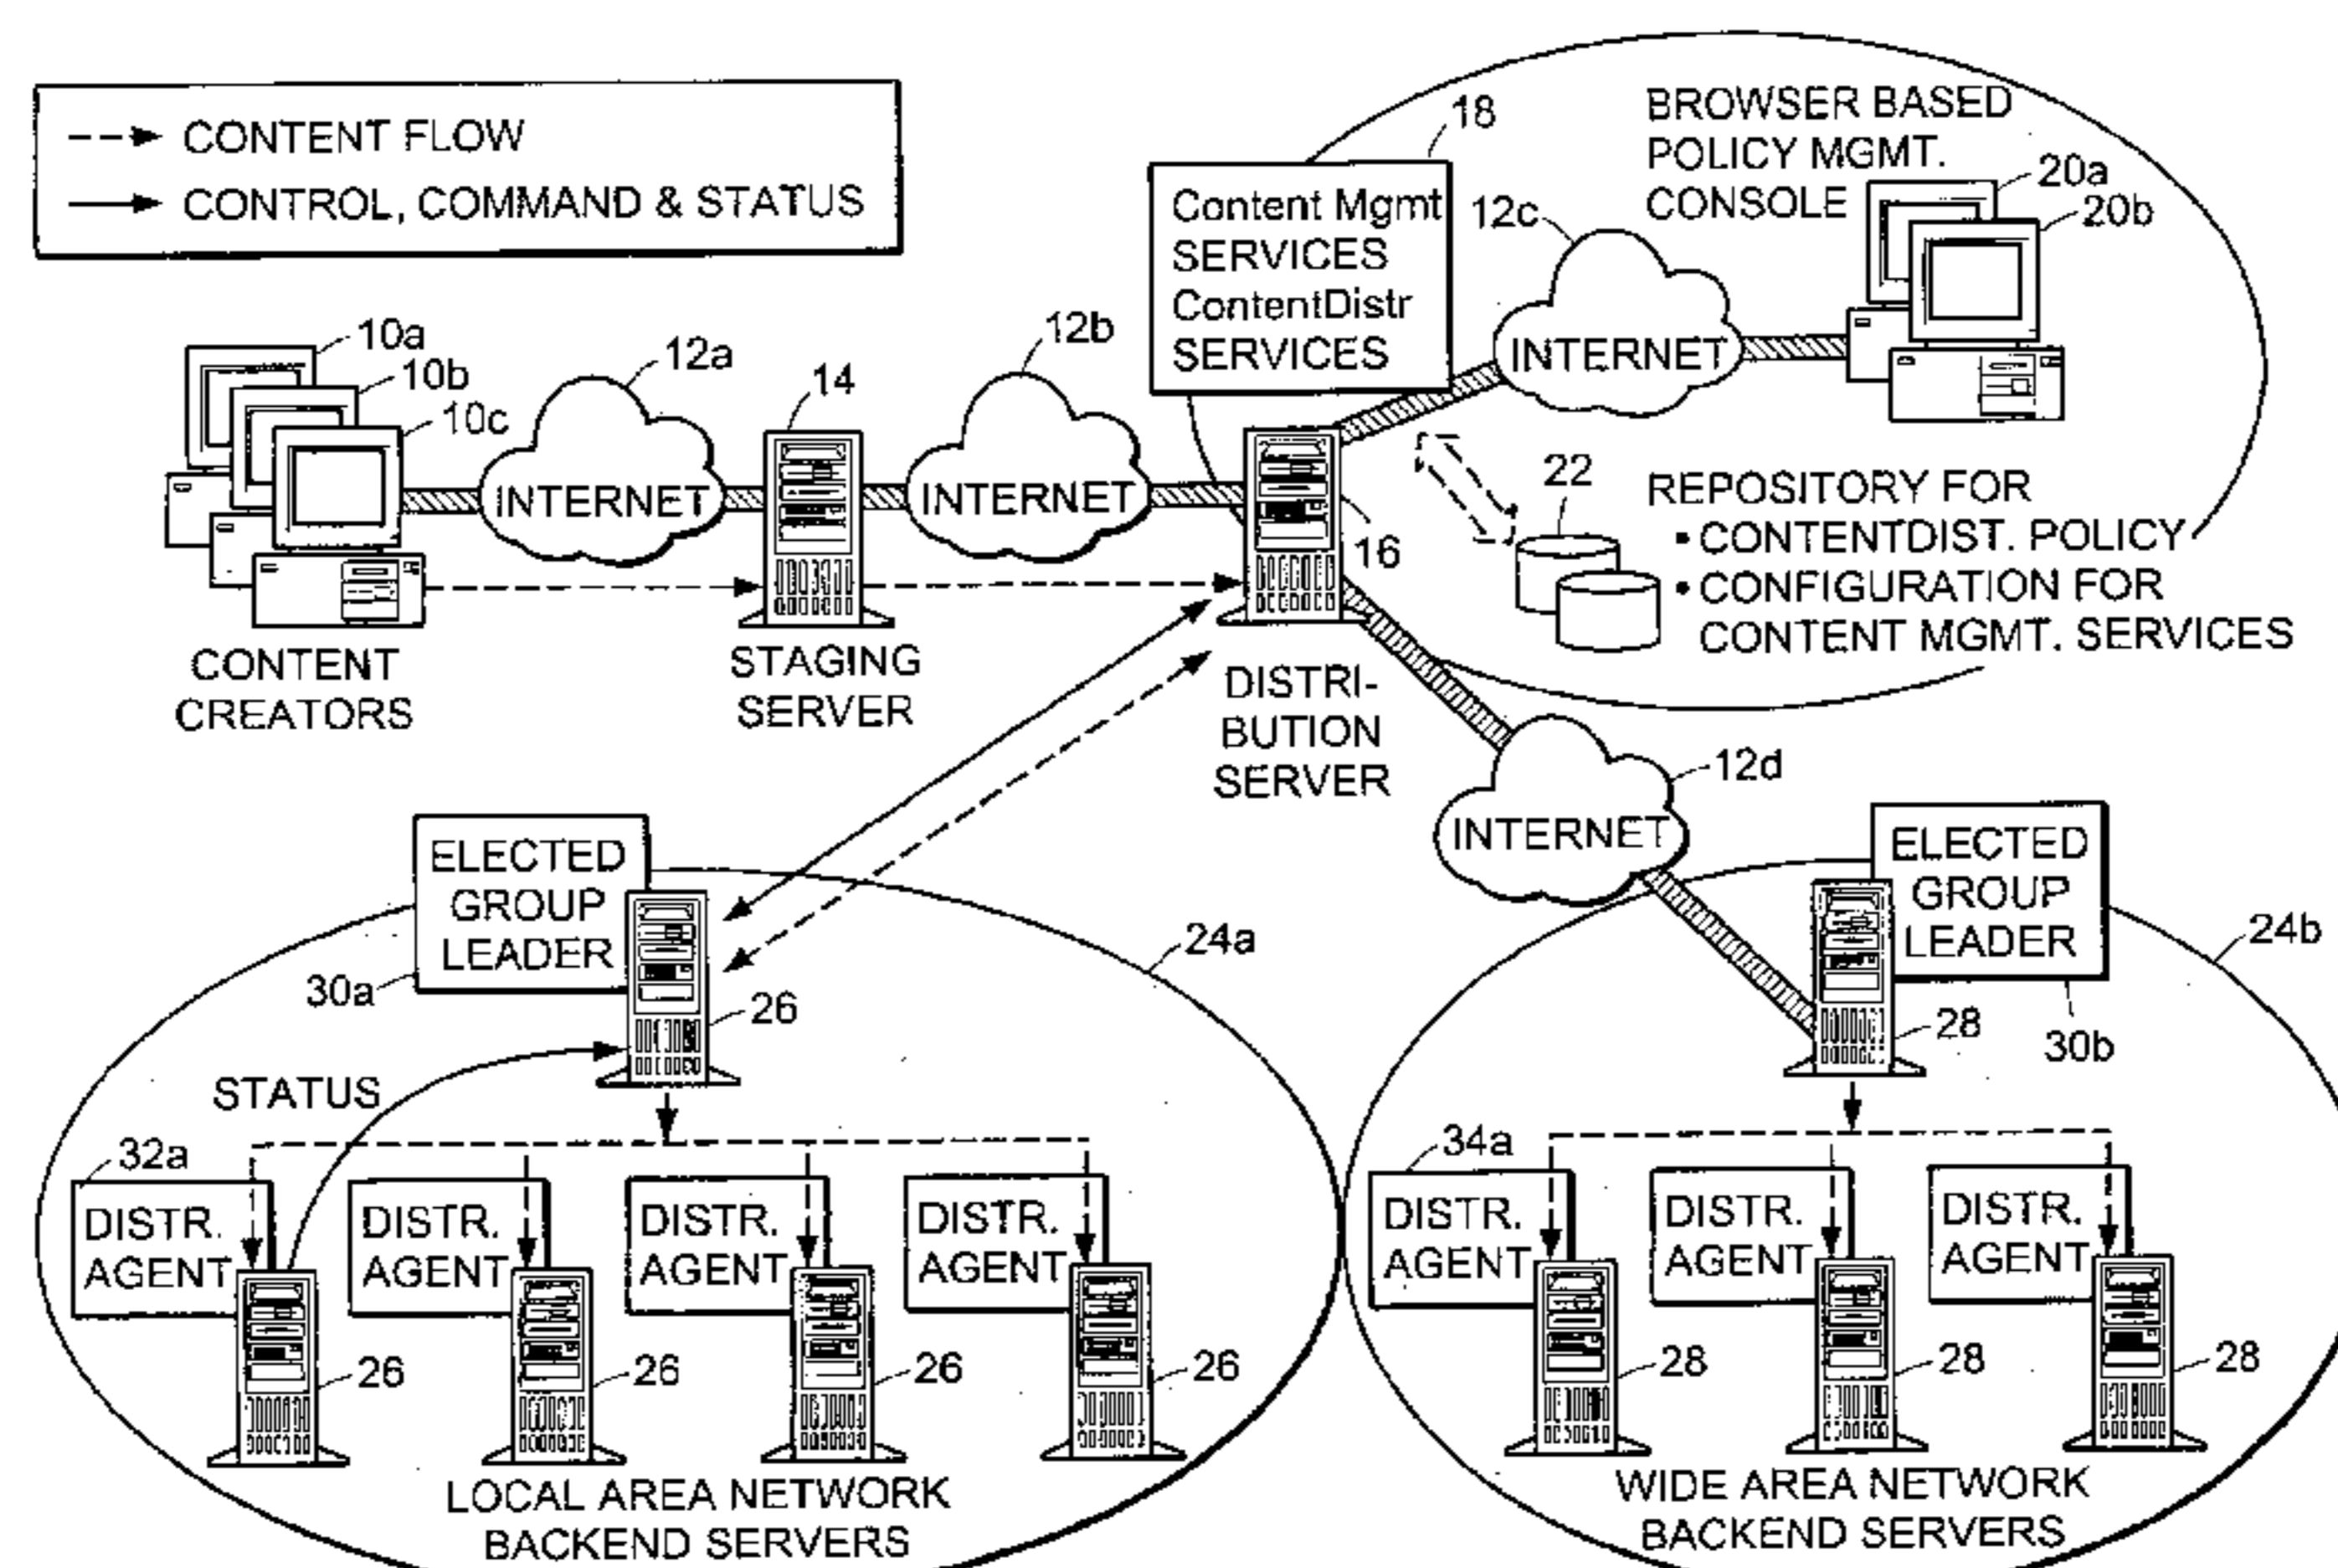 CONTENT FLOW
CONTROL, COMMAND & STATUS
18
Content Mgmt
SERVICES
ContentDistr
SERVICES
BROWSER BASED
POLICY MGMT.
CONSOLE
20a
20b
12c
INTERNET
10a
10b
10c
12a
INTERNET
14
12b
INTERNET
16
22
REPOSITORY FOR
• CONTENTDIST. POLICY
• CONFIGURATION FOR
CONTENT MGMT. SERVICES
CONTENT
CREATORS
STAGING
SERVER
DISTRI-
BUTION
SERVER
12d
INTERNET
ELECTED
GROUP
LEADER
30a
26
24a
ELECTED
GROUP
LEADER
24b
28
30b
STATUS
32a
DISTR.
AGENT
DISTR.
AGENT
DISTR.
AGENT
DISTR.
AGENT
26
26
26
26
LOCAL AREA NETWORK
BACKEND SERVERS
34a
DISTR.
AGENT
DISTR.
AGENT
DISTR.
AGENT
28
28
28
WIDE AREA NETWORK
BACKEND SERVERS